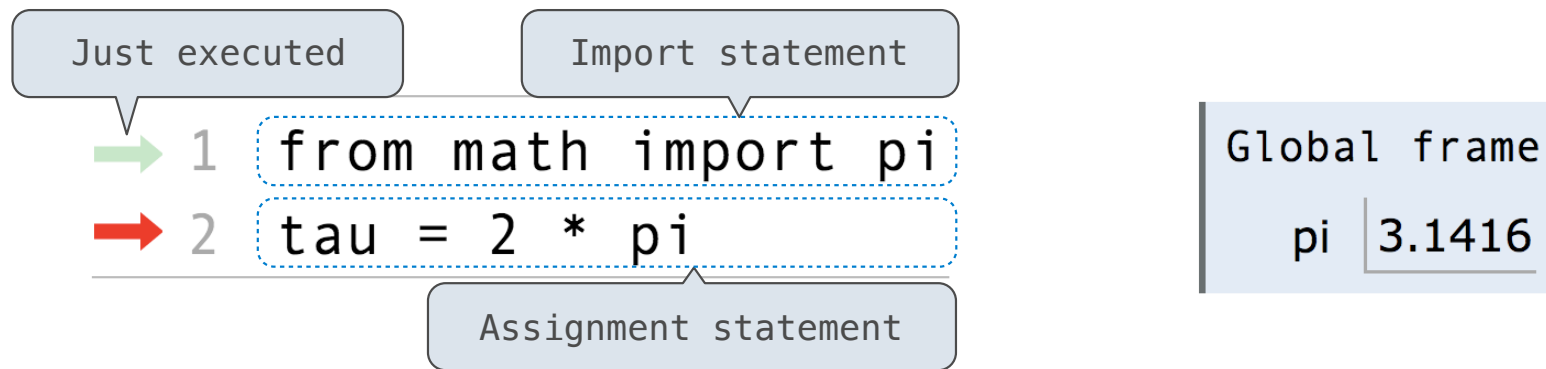 Just executed
Import statement
1 from math import pi
2 tau = 2 * pi
Assignment statement
Global frame
pi 3.1416